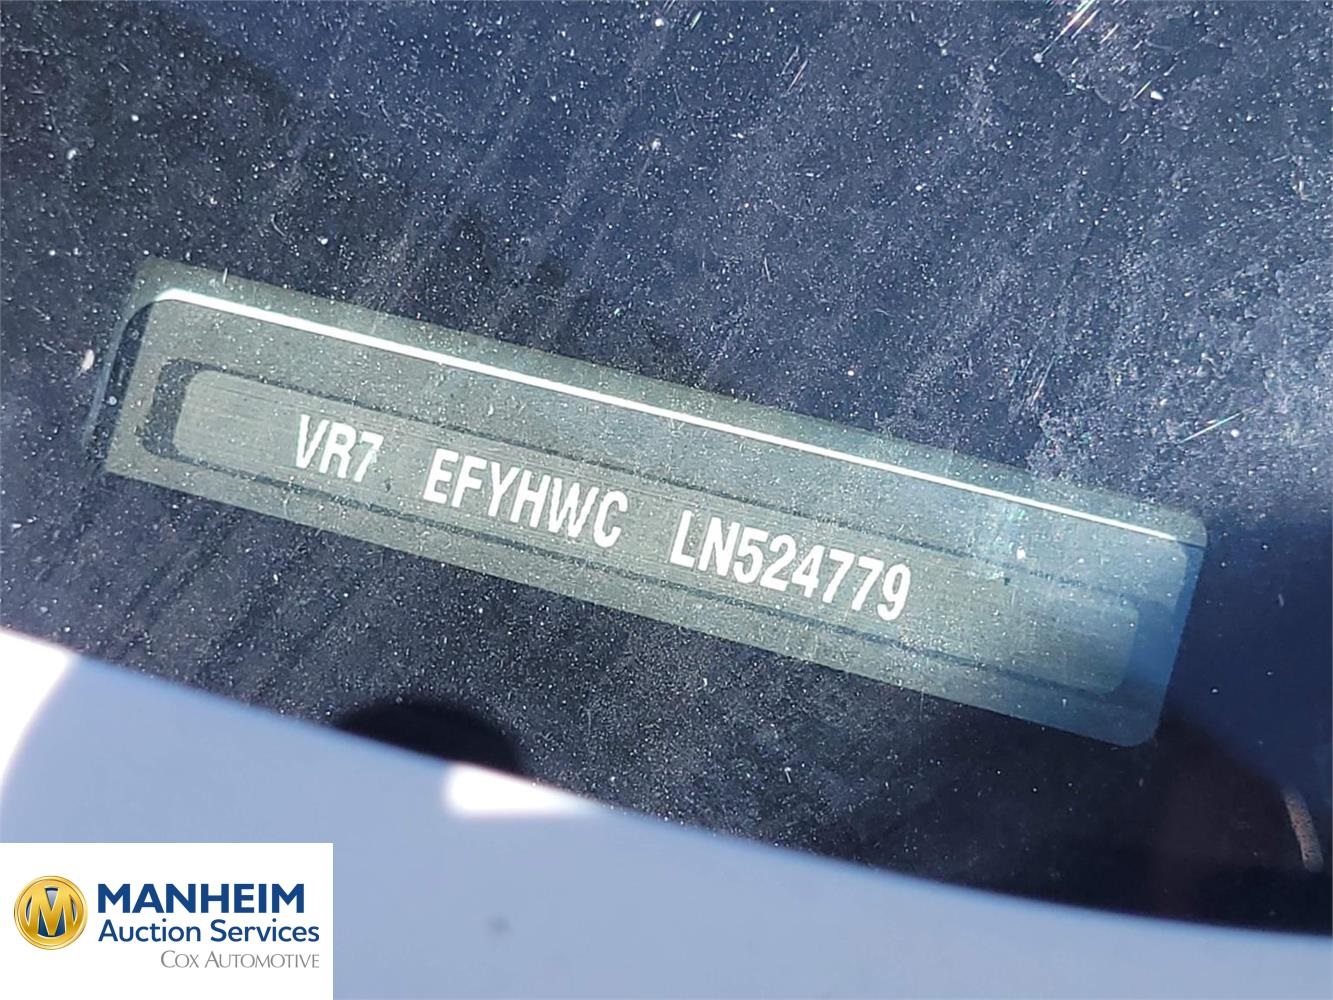 VR7 EFYHWC LN524779
MANHEIM
Auction Services
COX AUTOMOTIVE